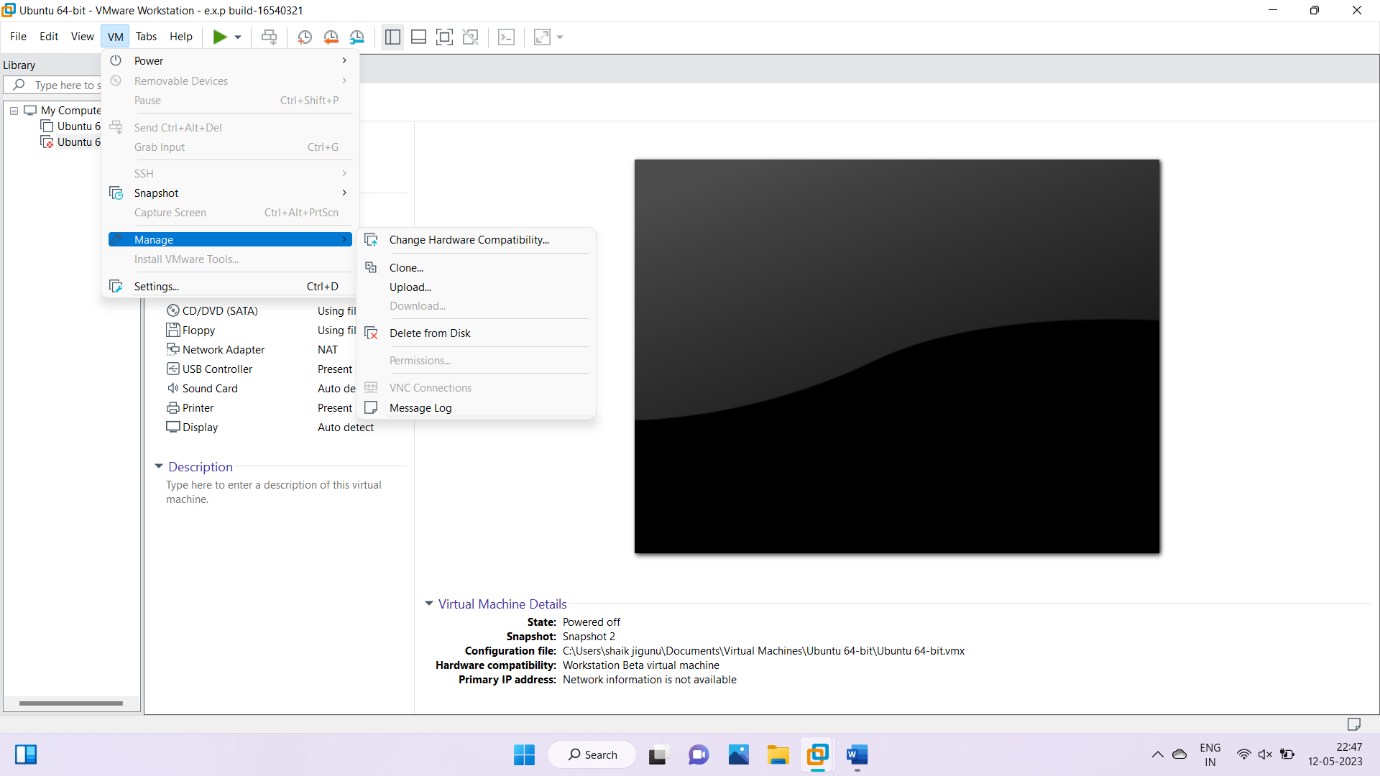 Ubuntu 64-bit - VMware Workstation - e.x.p build-16540321
File Edit View VM Tabs Help
Library
Type here to s
My Compute
Ubuntu 6
Ubuntu 6
Power
Removable Devices
Pause Ctrl+Shift+P
Send Ctrl+Alt+Del
Grab Input Ctrl+G
SSH
Snapshot
Capture Screen Ctrl+Alt+PrtScn
Manage
Install VMware Tools...
Settings... Ctrl+D
Change Hardware Compatibility...
Clone...
Upload...
Download...
Delete from Disk
Permissions...
VNC Connections
Message Log
CD/DVD (SATA) Using fil
Floppy Using fil
Network Adapter NAT
USB Controller Present
Sound Card Auto de
Printer Present
Display Auto detect
Description
Type here to enter a description of this virtual
machine.
Virtual Machine Details
State: Powered off
Snapshot: Snapshot 2
Configuration file: C:\Users\shaik jigunu\Documents\Virtual Machines\Ubuntu 64-bit\Ubuntu 64-bit.vmx
Hardware compatibility: Workstation Beta virtual machine
Primary IP address: Network information is not available
Search
ENG
IN
22:47
12-05-2023